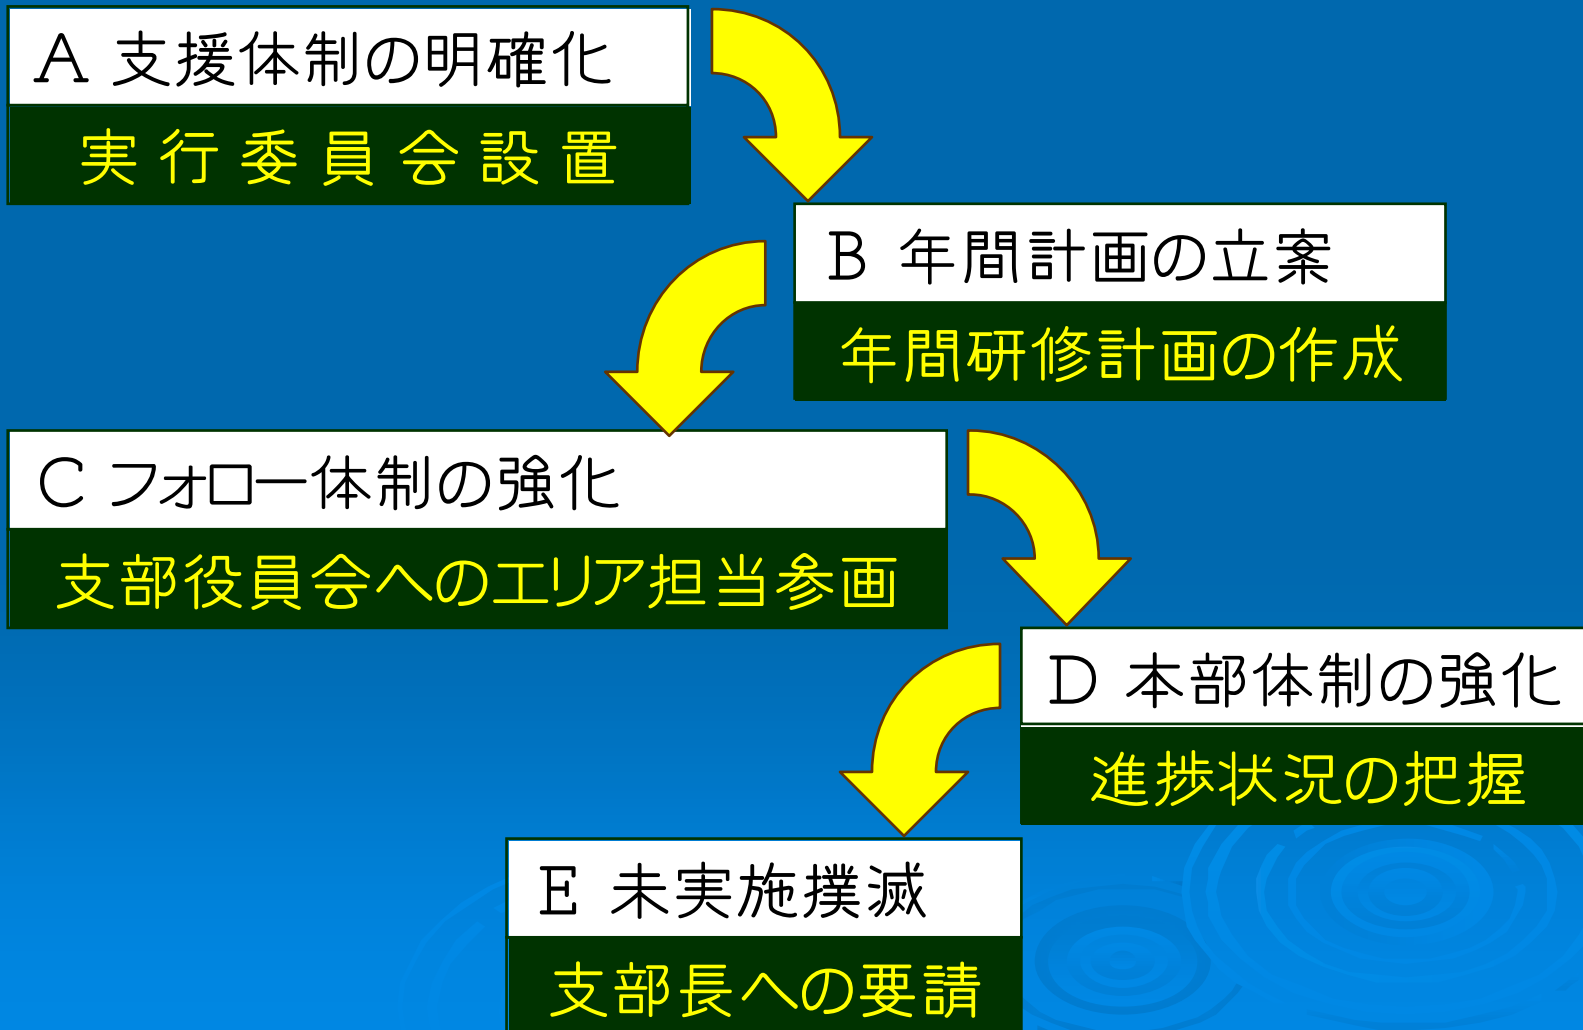 A 支援体制の明確化
実行委員会設置
B 年間計画の立案
年間研修計画の作成
C フォロー体制の強化
支部役員会へのエリア担当参画
D 本部体制の強化
進捗状況の把握
E 未実施撲滅
支部長への要請